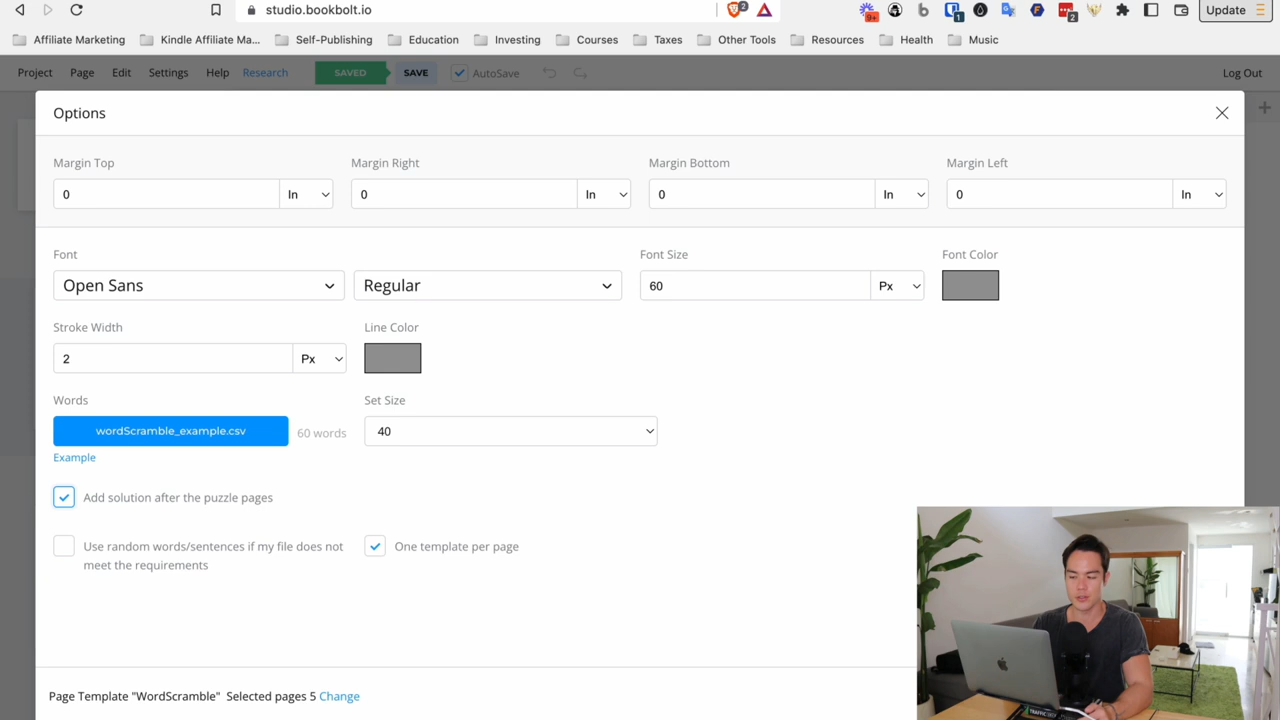 studio.bookbolt.io
2
9+
1
2
Update
Affiliate Marketing
Kindle Affiliate Ma...
Self-Publishing
Education
Investing
Courses
Taxes
Other Tools
Resources
Health
Music
Project Page Edit Settings Help Research SAVED SAVE AutoSave Log Out
Options
Margin Top Margin Right Margin Bottom Margin Left
0 In 0 In 0 In 0 In
Font Font Size Font Color
Open Sans Regular 60 Px
Stroke Width Line Color
2 Px
Words Set Size
wordScramble_example.csv 60 words 40
Example
Add solution after the puzzle pages
Use random words/sentences if my file does not
meet the requirements
One template per page
Page Template "WordScramble" Selected pages 5 Change